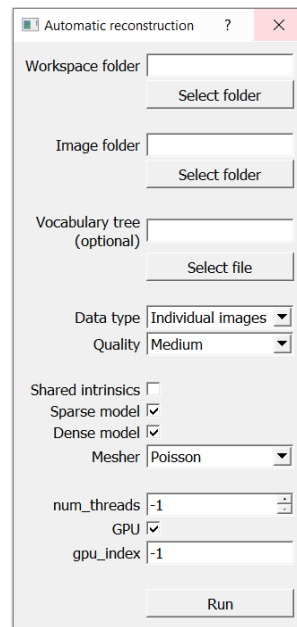 Automatic reconstruction ? ×
Workspace folder
Select folder
Image folder
Select folder
Vocabulary tree
(optional)
Select file
Data type Individual images
Quality Medium
Shared intrinsics
Sparse model
Dense model
Mesher Poisson
num_threads -1
GPU
gpu_index -1
Run